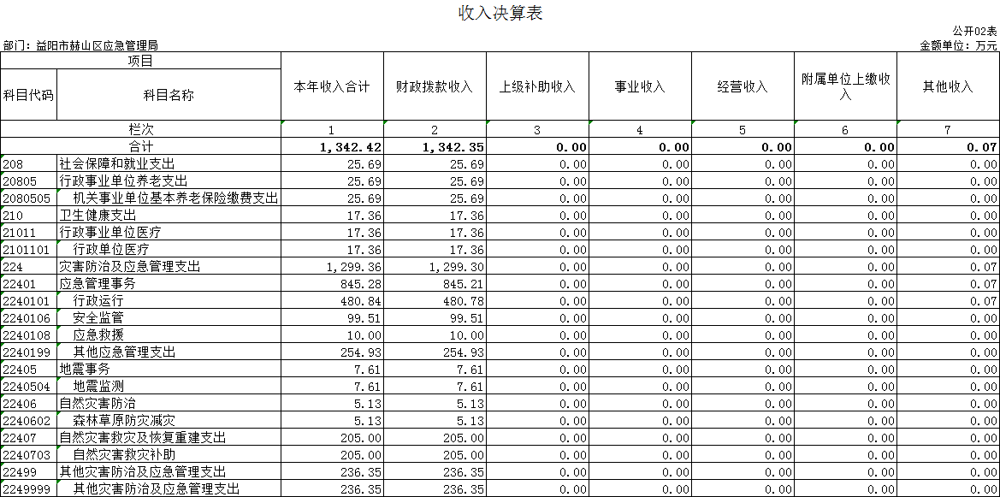 收入决算表
公开02表
部门：益阳市赫山区应急管理局 金额单位：万元
项目 本年收入合计 财政拨款收入 上级补助收入 事业收入 经营收入 附属单位上缴收入 其他收入
科目代码 科目名称
栏次 1 2 3 4 5 6 7
合计 1,342.42 1,342.35 0.00 0.00 0.00 0.00 0.07
208 社会保障和就业支出 25.69 25.69 0.00 0.00 0.00 0.00 0.00
20805 行政事业单位养老支出 25.69 25.69 0.00 0.00 0.00 0.00 0.00
2080505 机关事业单位基本养老保险缴费支出 25.69 25.69 0.00 0.00 0.00 0.00 0.00
210 卫生健康支出 17.36 17.36 0.00 0.00 0.00 0.00 0.00
21011 行政事业单位医疗 17.36 17.36 0.00 0.00 0.00 0.00 0.00
2101101 行政单位医疗 17.36 17.36 0.00 0.00 0.00 0.00 0.00
224 灾害防治及应急管理支出 1,299.36 1,299.30 0.00 0.00 0.00 0.00 0.07
22401 应急管理事务 845.28 845.21 0.00 0.00 0.00 0.00 0.07
2240101 行政运行 480.84 480.78 0.00 0.00 0.00 0.00 0.07
2240106 安全监管 99.51 99.51 0.00 0.00 0.00 0.00 0.00
2240108 应急救援 10.00 10.00 0.00 0.00 0.00 0.00 0.00
2240199 其他应急管理支出 254.93 254.93 0.00 0.00 0.00 0.00 0.00
22405 地震事务 7.61 7.61 0.00 0.00 0.00 0.00 0.00
2240504 地震监测 7.61 7.61 0.00 0.00 0.00 0.00 0.00
22406 自然灾害防治 5.13 5.13 0.00 0.00 0.00 0.00 0.00
2240602 森林草原防灾减灾 5.13 5.13 0.00 0.00 0.00 0.00 0.00
22407 自然灾害救灾及恢复重建支出 205.00 205.00 0.00 0.00 0.00 0.00 0.00
2240703 自然灾害救灾补助 205.00 205.00 0.00 0.00 0.00 0.00 0.00
22499 其他灾害防治及应急管理支出 236.35 236.35 0.00 0.00 0.00 0.00 0.00
2249999 其他灾害防治及应急管理支出 236.35 236.35 0.00 0.00 0.00 0.00 0.00